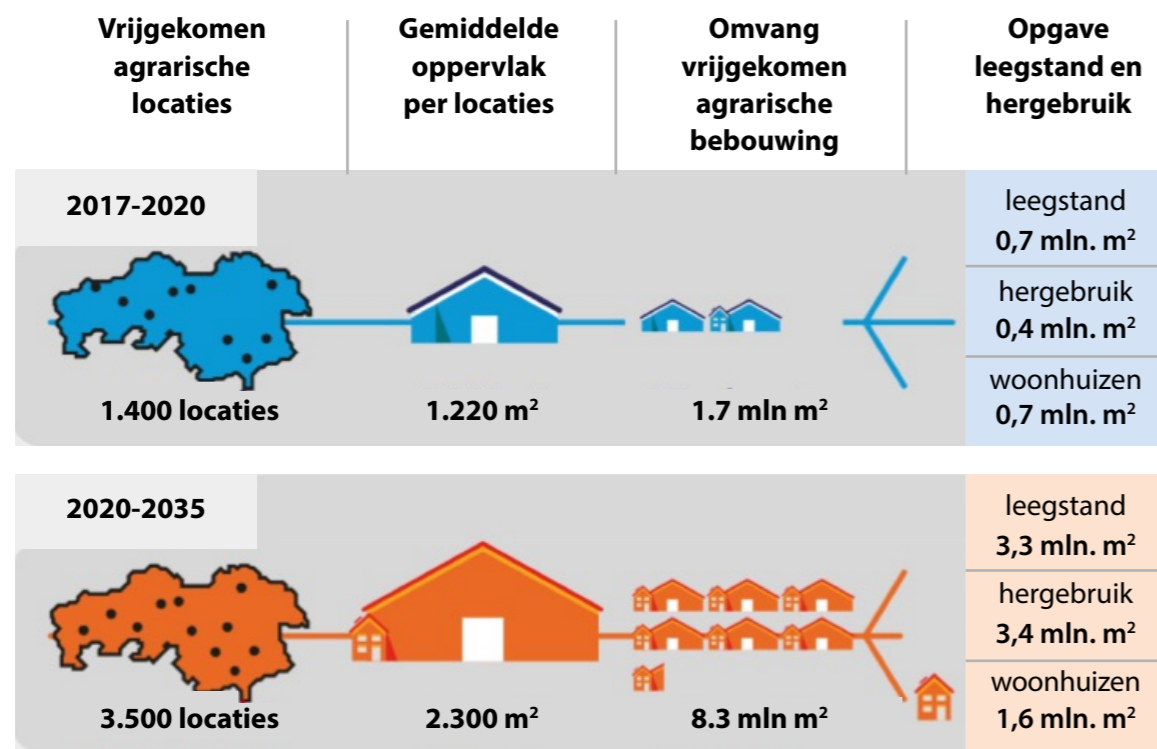 Vrijgekomen
agrarische
locaties
Gemiddelde
oppervlak
per locaties
Omvang
vrijgekomen
agrarische
bebouwing
Opgave
leegstand en
hergebruik
2017-2020
1.400 locaties
1.220 m²
1.7 mln m²
leegstand
0,7 mln. m²
hergebruik
0,4 mln. m²
woonhuizen
0,7 mln. m²
2020-2035
3.500 locaties
2.300 m²
8.3 mln m²
leegstand
3,3 mln. m²
hergebruik
3,4 mln. m²
woonhuizen
1,6 mln. m²